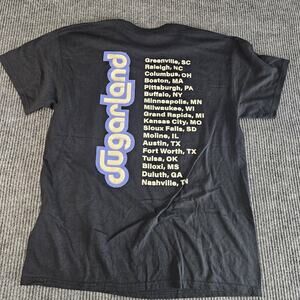 sugarland
Greenville, SC
Raleigh, NC
Columbus, OH
Boston, MA
Pittsburgh, PA
Buffalo, NY
Minneapolis, MN
Milwaukee, WI
Grand Rapids, MI
Kansas City, MO
Sioux Falls, SD
Moline, IL
Austin, TX
Fort Worth, TX
Tulsa, OK
Biloxi, MS
Duluth, GA
Nashville, TN